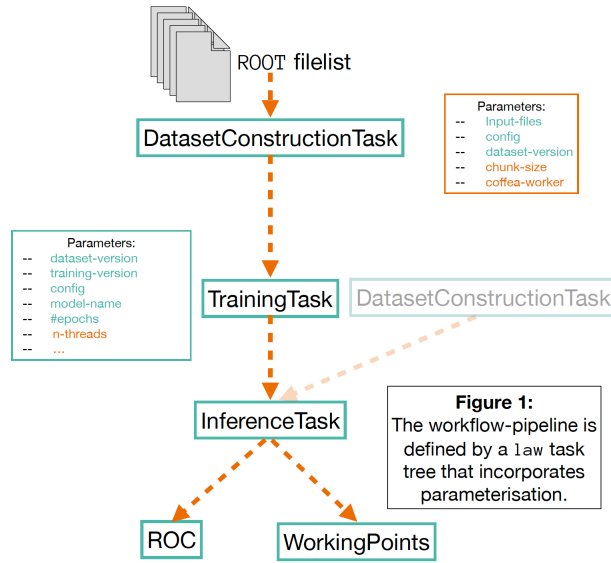 ROOT filelist
DatasetConstructionTask
Parameters:
-- Input-files
-- config
-- dataset-version
-- chunk-size
-- coffea-worker
Parameters:
-- dataset-version
-- training-version
-- config
-- model-name
-- #epochs
-- n-threads
-- ...
TrainingTask
DatasetConstructionTask
InferenceTask
Figure 1:
The workflow-pipeline is
defined by a law task
tree that incorporates
parameterisation.
ROC
WorkingPoints